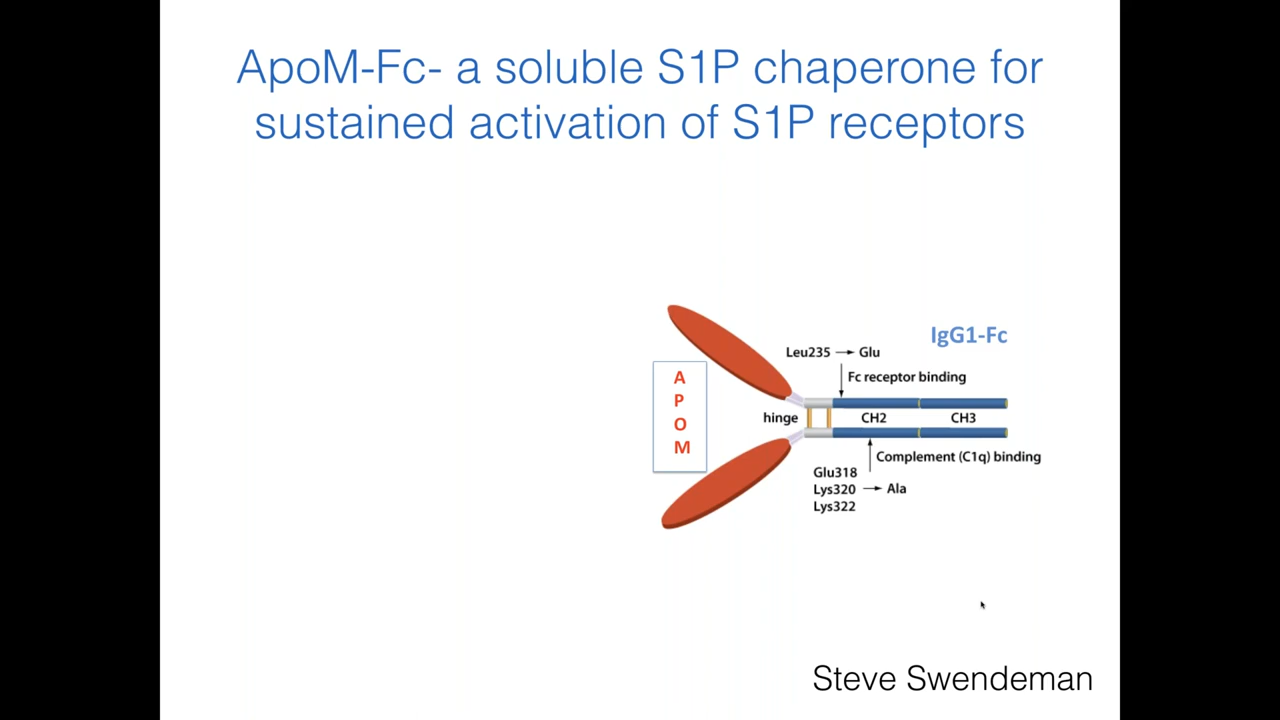 ApoM-Fc- a soluble S1P chaperone for
sustained activation of S1P receptors
IgG1-Fc
Leu235 → Glu
Fc receptor binding
A
P
O
M
hinge
CH2
CH3
Complement (C1q) binding
Glu318
Lys320 → Ala
Lys322
Steve Swendeman